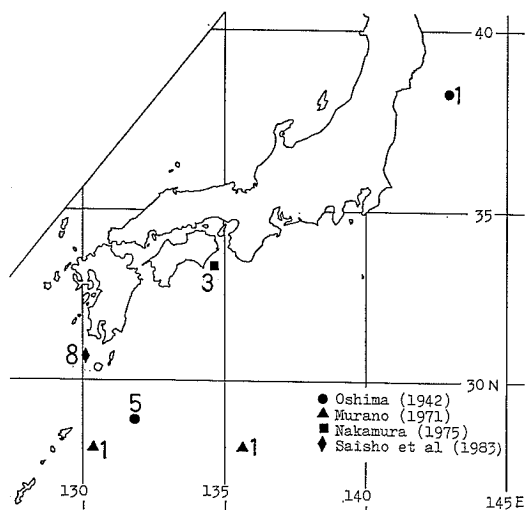 40
1
35
3
8
5
30 N
● Oshima (1942)
▲ Murano (1971)
■ Nakamura (1975)
♦ Saisho et al (1983)
1
1
130
135
140
145E